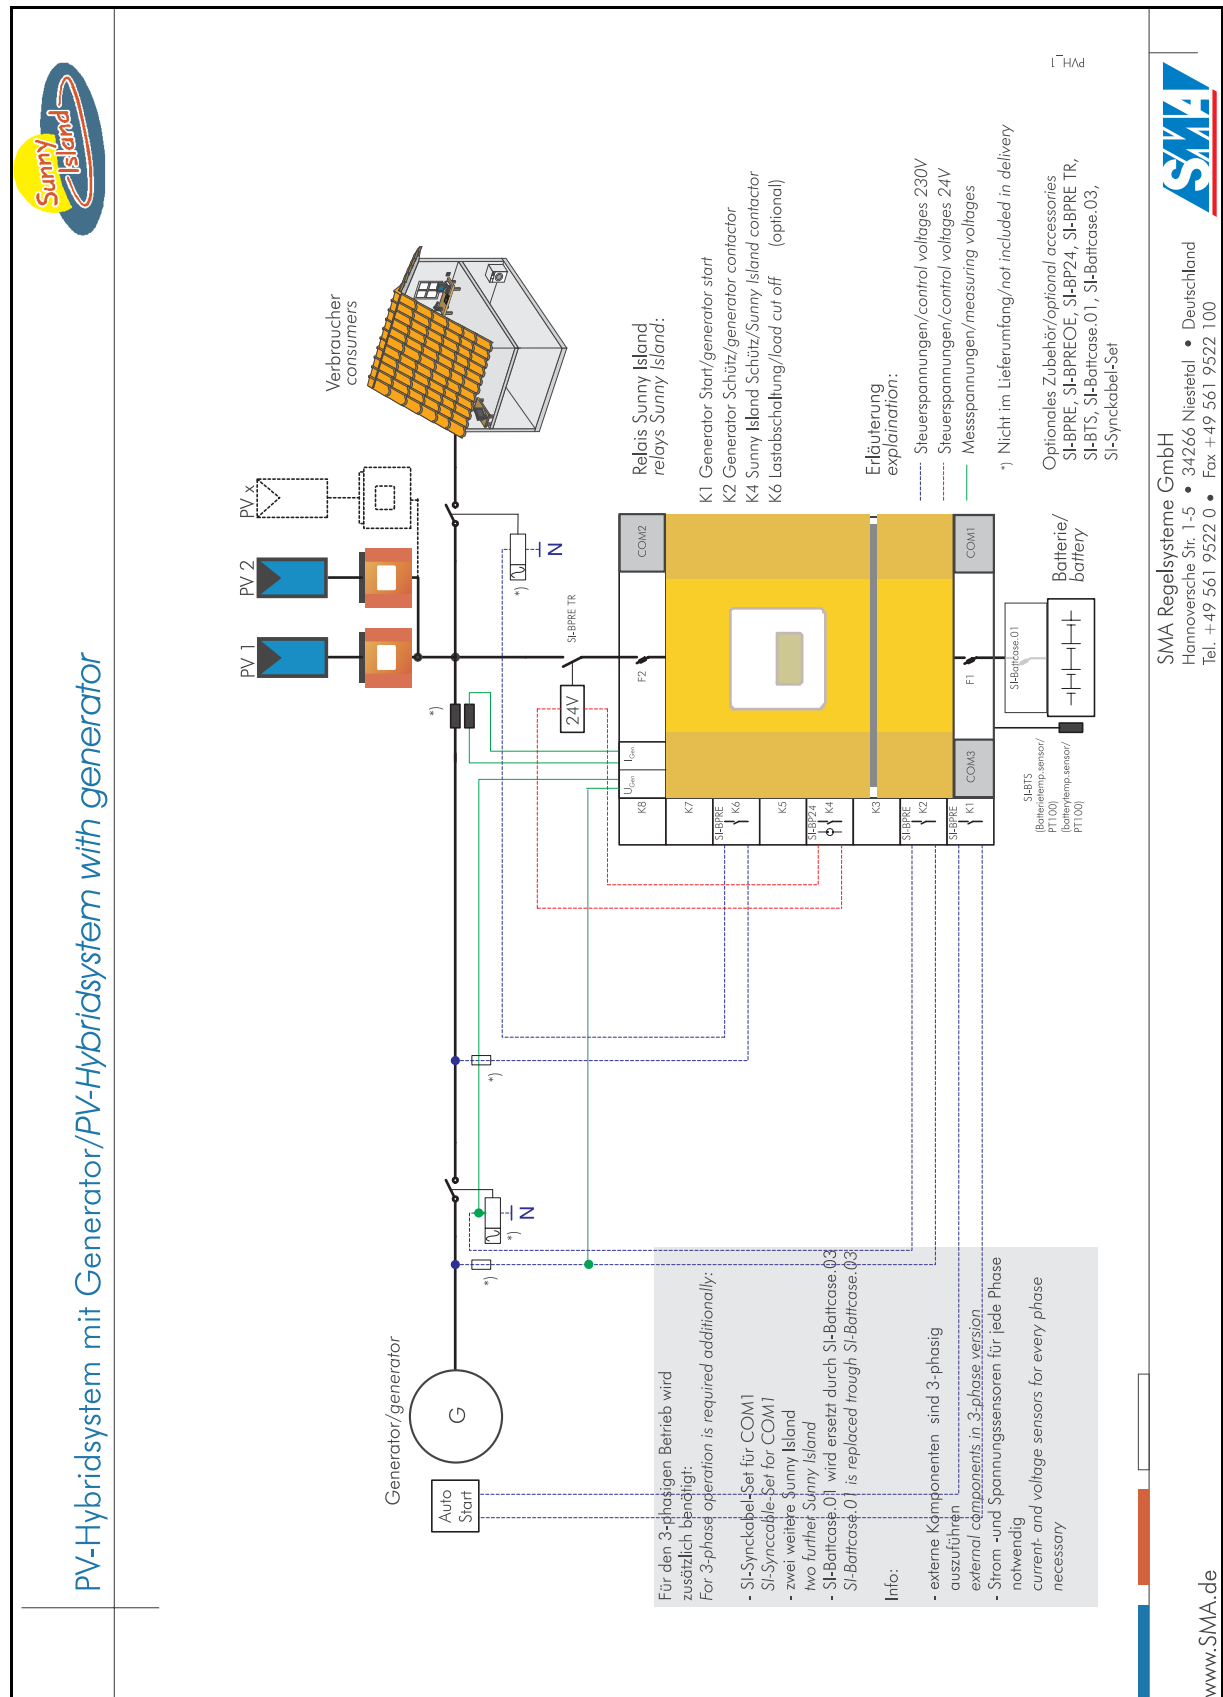 PV-Hybridsystem mit Generator/PV-Hybridsystem with generator
Sunny
Island
PV 1
PV 2
PV x
Verbraucher
consumers
Generator/generator
G
Auto
Start
*)
*)
N
*)
*)
*)
N
24V
SI-BPRE TR
F2
COM2
UGen
IGen
K8
K7
SI-BPRE
K6
K5
SI-BP24
K4
K3
SI-BPRE
K2
SI-BPRE
K1
COM3
F1
COM1
SI-Battcase.01
Batterie/
battery
SI-BTS
(Batterietemp.sensor/
PT100)
(batterytemp.sensor/
PT100)
Relais Sunny Island
relays Sunny Island:
K1 Generator Start/generator start
K2 Generator Schütz/generator contactor
K4 Sunny Island Schütz/Sunny Island contactor
K6 Lastabschaltung/load cut off (optional)
Erläuterung
explaination:
Steuerspannungen/control voltages 230V
Steuerspannungen/control voltages 24V
Messspannungen/measuring voltages
*) Nicht im Lieferumfang/not included in delivery
Optionales Zubehör/optional accessories
SI-BPRE, SI-BPREOE, SI-BP24, SI-BPRE TR,
SI-BTS, SI-Battcase.01, SI-Battcase.03,
SI-Synckabel-Set
PVH_1
Für den 3-phasigen Betrieb wird
zusätzlich benötigt:
For 3-phase operation is required additionally:
- SI-Synckabel-Set für COM1
SI-Synccable-Set for COM1
- zwei weitere Sunny Island
two further Sunny Island
- SI-Battcase.01 wird ersetzt durch SI-Battcase.03
SI-Battcase.01 is replaced trough SI-Battcase.03
Info:
- externe Komponenten sind 3-phasig
auszuführen
external components in 3-phase version
- Strom -und Spannungssensoren für jede Phase
notwendig
current- and voltage sensors for every phase
necessary
www.SMA.de
SMA Regelsysteme GmbH
Hannoversche Str. 1-5 • 34266 Niestetal • Deutschland
Tel. +49 561 9522 0 • Fax +49 561 9522 100
SMA